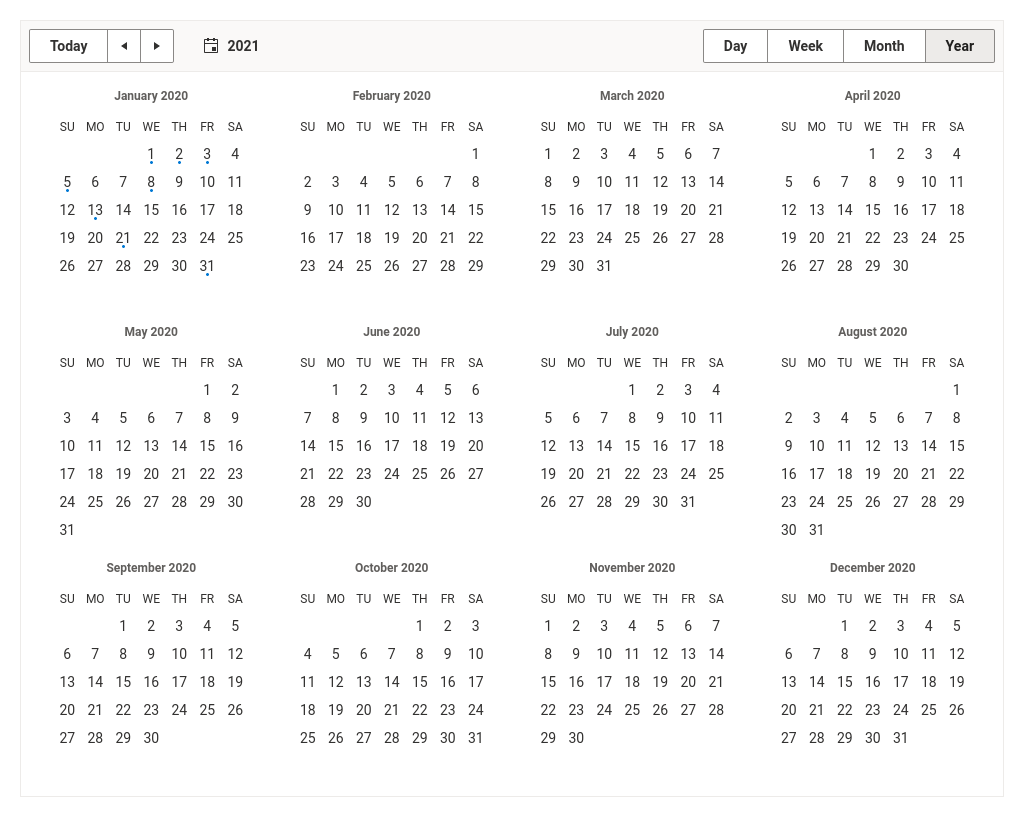 Today 2021 Day Week Month Year
January 2020 February 2020 March 2020 April 2020
SU MO TU WE TH FR SA SU MO TU WE TH FR SA SU MO TU WE TH FR SA SU MO TU WE TH FR SA
1 2 3 4 1 1 2 3 4 5 6 7 1 2 3 4
5 6 7 8 9 10 11 2 3 4 5 6 7 8 8 9 10 11 12 13 14 5 6 7 8 9 10 11
12 13 14 15 16 17 18 9 10 11 12 13 14 15 15 16 17 18 19 20 21 12 13 14 15 16 17 18
19 20 21 22 23 24 25 16 17 18 19 20 21 22 22 23 24 25 26 27 28 19 20 21 22 23 24 25
26 27 28 29 30 31 23 24 25 26 27 28 29 29 30 31 26 27 28 29 30
May 2020 June 2020 July 2020 August 2020
SU MO TU WE TH FR SA SU MO TU WE TH FR SA SU MO TU WE TH FR SA SU MO TU WE TH FR SA
1 2 1 2 3 4 5 6 1 2 3 4 1
3 4 5 6 7 8 9 7 8 9 10 11 12 13 5 6 7 8 9 10 11 2 3 4 5 6 7 8
10 11 12 13 14 15 16 14 15 16 17 18 19 20 12 13 14 15 16 17 18 9 10 11 12 13 14 15
17 18 19 20 21 22 23 21 22 23 24 25 26 27 19 20 21 22 23 24 25 16 17 18 19 20 21 22
24 25 26 27 28 29 30 28 29 30 26 27 28 29 30 31 23 24 25 26 27 28 29
31 30 31
September 2020 October 2020 November 2020 December 2020
SU MO TU WE TH FR SA SU MO TU WE TH FR SA SU MO TU WE TH FR SA SU MO TU WE TH FR SA
1 2 3 4 5 1 2 3 1 2 3 4 5 6 7 1 2 3 4 5
6 7 8 9 10 11 12 4 5 6 7 8 9 10 8 9 10 11 12 13 14 6 7 8 9 10 11 12
13 14 15 16 17 18 19 11 12 13 14 15 16 17 15 16 17 18 19 20 21 13 14 15 16 17 18 19
20 21 22 23 24 25 26 18 19 20 21 22 23 24 22 23 24 25 26 27 28 20 21 22 23 24 25 26
27 28 29 30 25 26 27 28 29 30 31 29 30 27 28 29 30 31